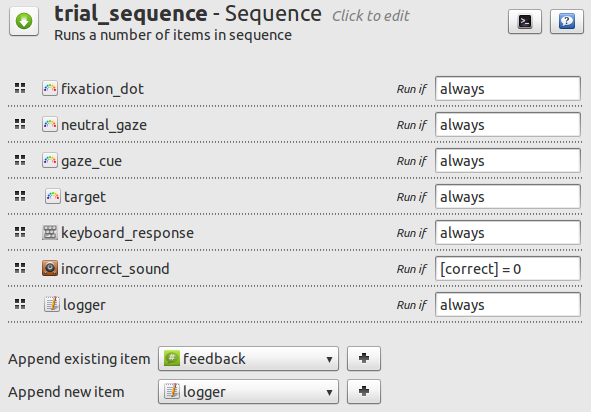 trial_sequence - Sequence Click to edit
Runs a number of items in sequence
fixation_dot Run if always
neutral_gaze Run if always
gaze_cue Run if always
target Run if always
keyboard_response Run if always
incorrect_sound Run if [correct] = 0
logger Run if always
Append existing item feedback
Append new item logger